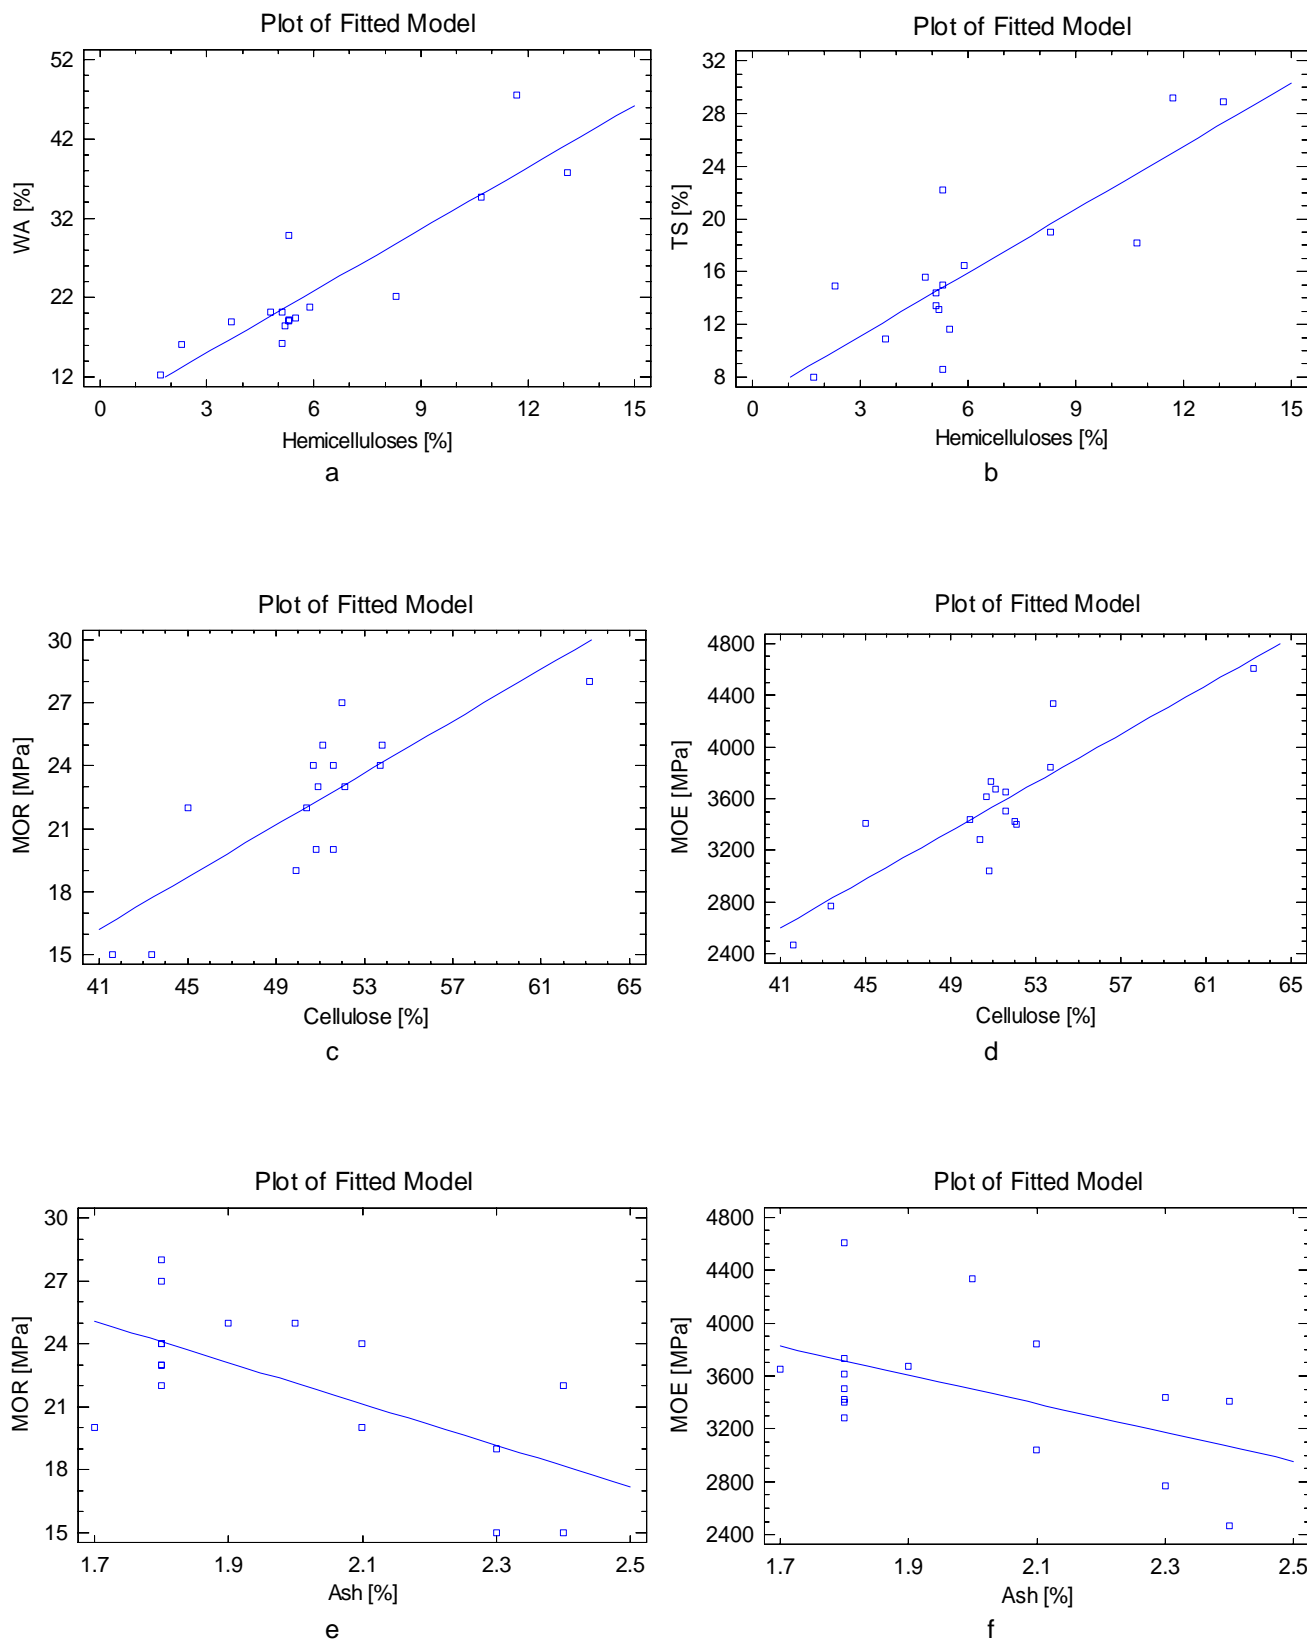 Plot of Fitted Model
52
42
32
22
12
WA [%]
0 3 6 9 12 15
Hemicelluloses [%]
a
Plot of Fitted Model
32
28
24
20
16
12
8
TS [%]
0 3 6 9 12 15
Hemicelluloses [%]
b
Plot of Fitted Model
30
27
24
21
18
15
MOR [MPa]
41 45 49 53 57 61 65
Cellulose [%]
c
Plot of Fitted Model
4800
4400
4000
3600
3200
2800
2400
MOE [MPa]
41 45 49 53 57 61 65
Cellulose [%]
d
Plot of Fitted Model
30
27
24
21
18
15
MOR [MPa]
1.7 1.9 2.1 2.3 2.5
Ash [%]
e
Plot of Fitted Model
4800
4400
4000
3600
3200
2800
2400
MOE [MPa]
1.7 1.9 2.1 2.3 2.5
Ash [%]
f